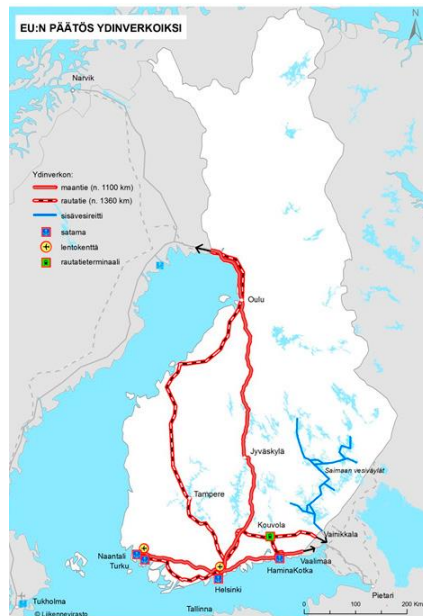 EU:N PÄÄTÖS YDINVERKOIKSI
N
Narvik
Ydinverkon:
maantie (n. 1100 km)
rautatie (n. 1360 km)
sisävesireitti
satama
lentokenttä
rautatieterminaali
Oulu
Jyväskylä
Saimaan vesiväylät
Tampere
Kouvola
Vainikkala
Naantali
Turku
Vaalimaa
HaminaKotka
Helsinki
Pietari
Tukholma
Tallinna
0
100
200 Km
© Liikennevirasto